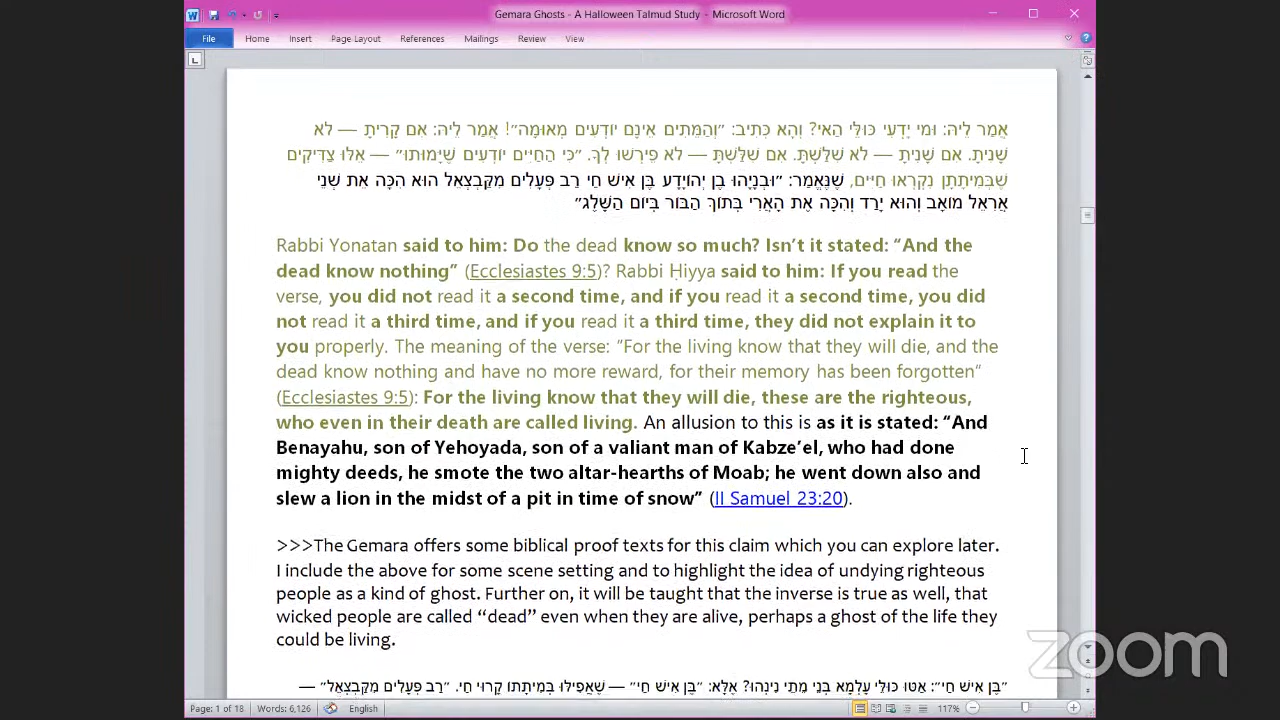 Gemara Ghosts - A Halloween Talmud Study - Microsoft Word
File Home Insert Page Layout References Mailings Review View
אֲמַר לֵיהּ: וּמִי יָדְעִי כּוּלֵּי הַאי? וְהָא כְּתִיב: ״וְהַמֵּתִים אֵינָם יוֹדְעִים מְאוּמָה״! אֲמַר לֵיהּ: אִם קָרִיתָ — לֹא
שָׁנִיתָ. אִם שָׁנִיתָ — לֹא שִׁלַּשְׁתָּ. אִם שִׁלַּשְׁתָּ — לֹא פֵּירְשׁוּ לְךָ. ״כִּי הַחַיִּים יוֹדְעִים שֶׁיָּמוּתוּ״ — אֵלּוּ צַדִּיקִים
שֶׁבְּמִיתָתָן נִקְרְאוּ חַיִּים, שֶׁנֶּאֱמַר: ״וּבְנָיָהוּ בֶן יְהוֹיָדָע בֶּן אִישׁ חַי רַב פְּעָלִים מִקַּבְצְאֵל הוּא הִכָּה אֵת שְׁנֵי
אֲרִאֵל מוֹאָב וְהוּא יָרַד וְהִכָּה אֶת הָאֲרִי בְּתוֹךְ הַבּוֹר בְּיוֹם הַשָּׁלֶג״
Rabbi Yonatan said to him: Do the dead know so much? Isn’t it stated: “And the
dead know nothing” (Ecclesiastes 9:5)? Rabbi Ḥiyya said to him: If you read the
verse, you did not read it a second time, and if you read it a second time, you did
not read it a third time, and if you read it a third time, they did not explain it to
you properly. The meaning of the verse: “For the living know that they will die, and the
dead know nothing and have no more reward, for their memory has been forgotten”
(Ecclesiastes 9:5): For the living know that they will die, these are the righteous,
who even in their death are called living. An allusion to this is as it is stated: “And
Benayahu, son of Yehoyada, son of a valiant man of Kabze’el, who had done
mighty deeds, he smote the two altar-hearths of Moab; he went down also and
slew a lion in the midst of a pit in time of snow” (II Samuel 23:20).
>>>The Gemara offers some biblical proof texts for this claim which you can explore later.
I include the above for some scene setting and to highlight the idea of undying righteous
people as a kind of ghost. Further on, it will be taught that the inverse is true as well, that
wicked people are called “dead” even when they are alive, perhaps a ghost of the life they
could be living.
״בֶּן אִישׁ חַי״: אַטּוּ כּוּלֵּי עָלְמָא בְּנֵי מֵתֵי נִינְהוּ? אֶלָּא: ״בֶּן אִישׁ חַי״ — שֶׁאֲפִילּוּ בְּמִיתָתוֹ קָרוּי חַי. ״רַב פְּעָלִים מִקַּבְצְאֵל״ —
zoom
Page: 1 of 18 Words: 6,126 English 117%